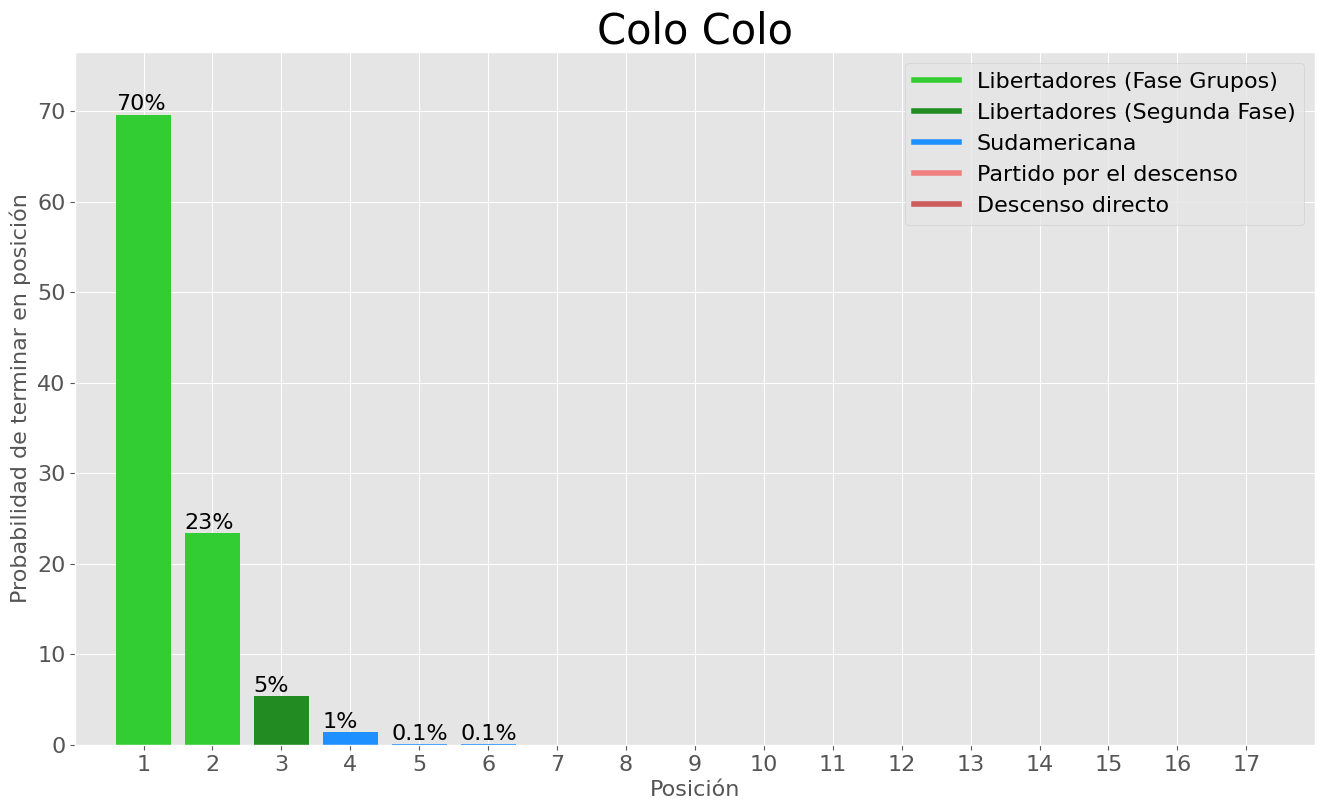 Colo Colo
Libertadores (Fase Grupos)
Libertadores (Segunda Fase)
Sudamericana
Partido por el descenso
Descenso directo
Probabilidad de terminar en posición
70
60
50
40
30
20
10
0
70%
23%
5%
1%
0.1%
0.1%
1 2 3 4 5 6 7 8 9 10 11 12 13 14 15 16 17
Posición